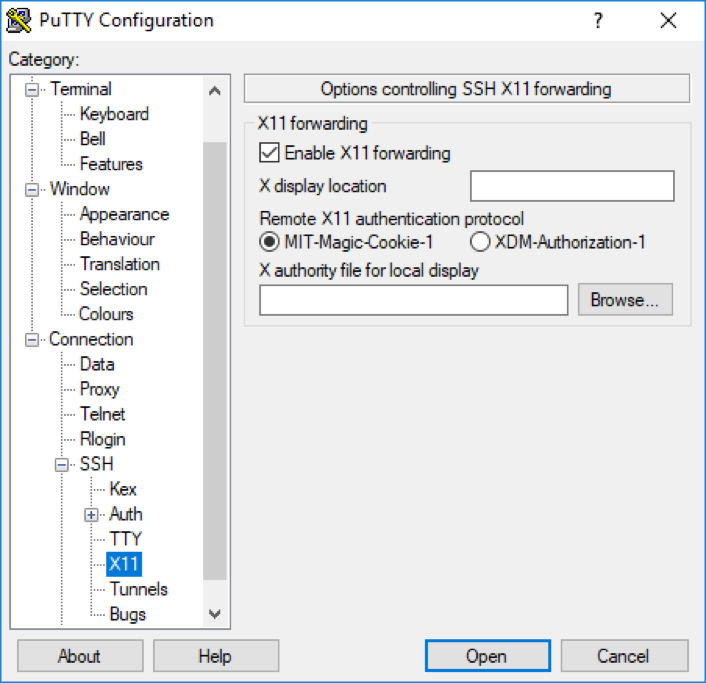 PuTTY Configuration
?
Category:
Terminal
Keyboard
Bell
Features
Window
Appearance
Behaviour
Translation
Selection
Colours
Connection
Data
Proxy
Telnet
Rlogin
SSH
Kex
Auth
TTY
X11
Tunnels
Bugs
Options controlling SSH X11 forwarding
X11 forwarding
Enable X11 forwarding
X display location
Remote X11 authentication protocol
MIT-Magic-Cookie-1 XDM-Authorization-1
X authority file for local display
Browse...
About Help Open Cancel